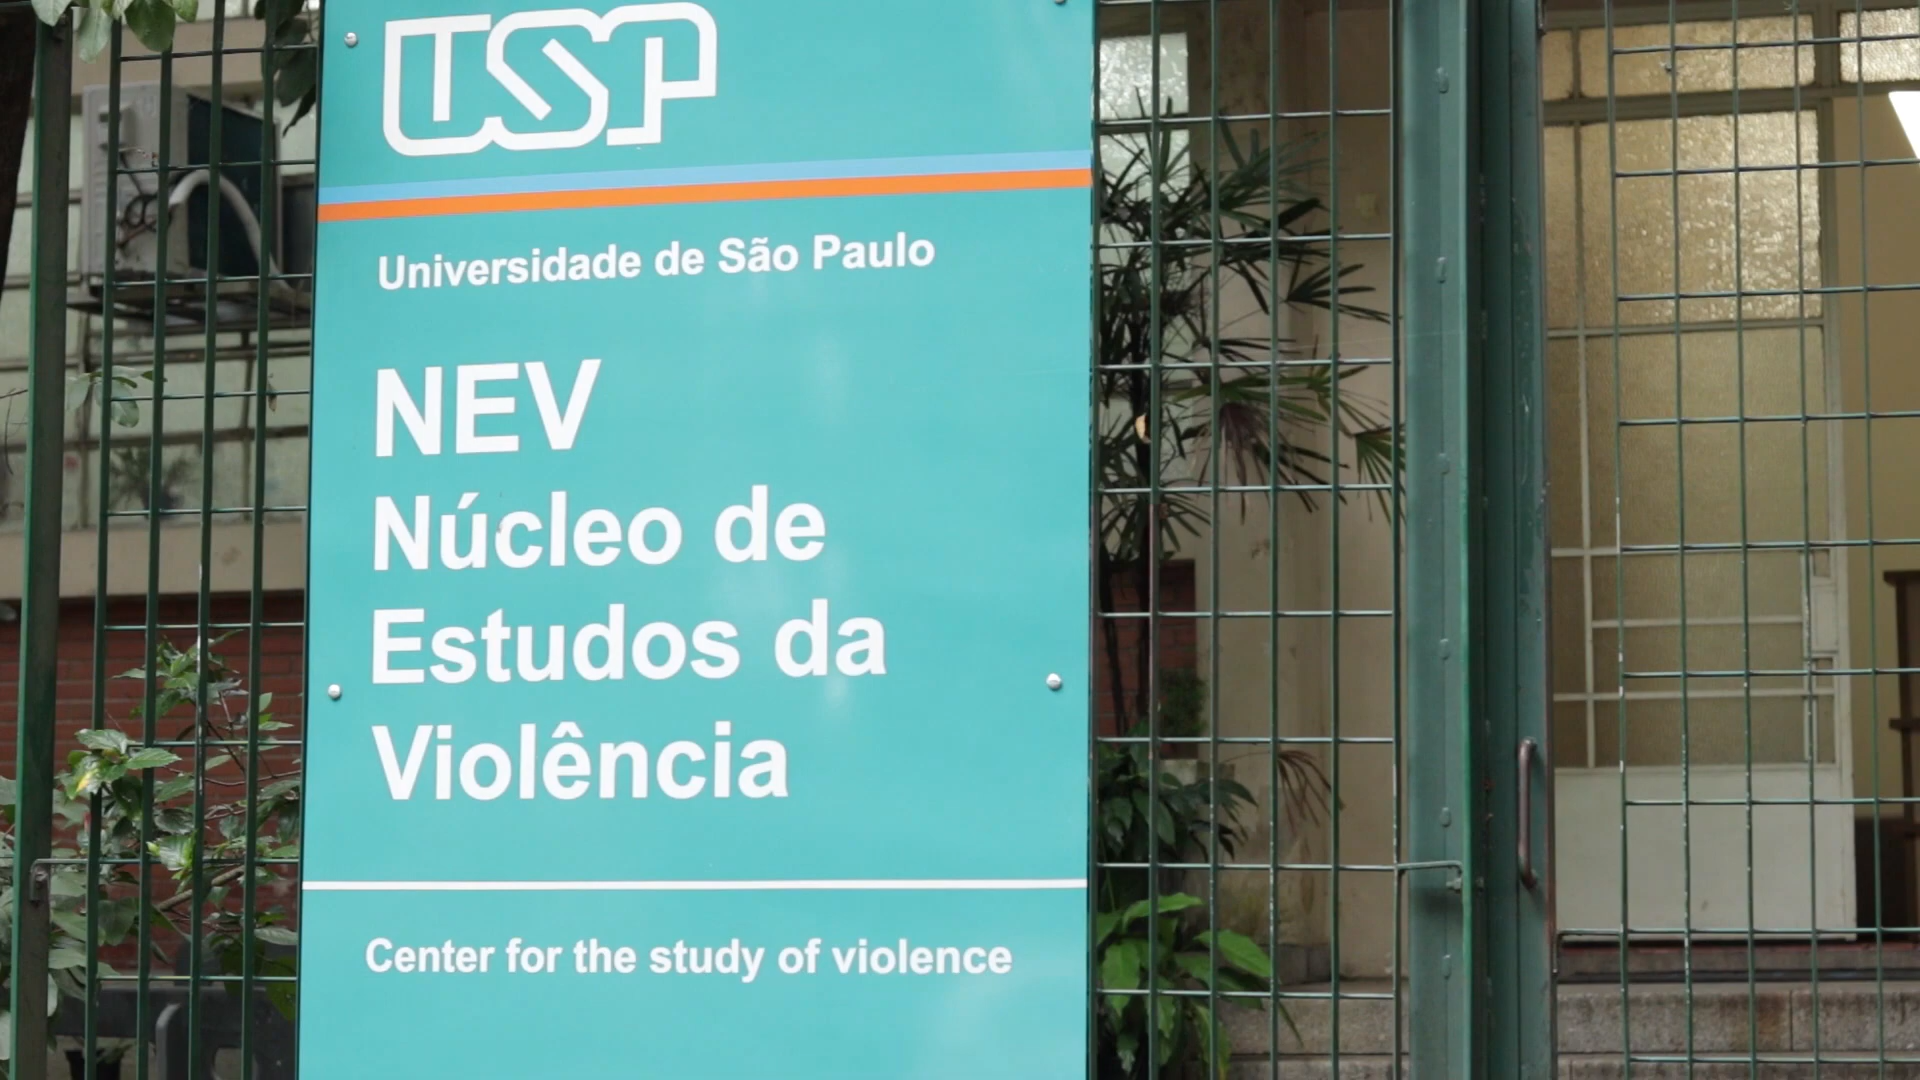 USP
Universidade de São Paulo
NEV
Núcleo de
Estudos da
Violência
Center for the study of violence